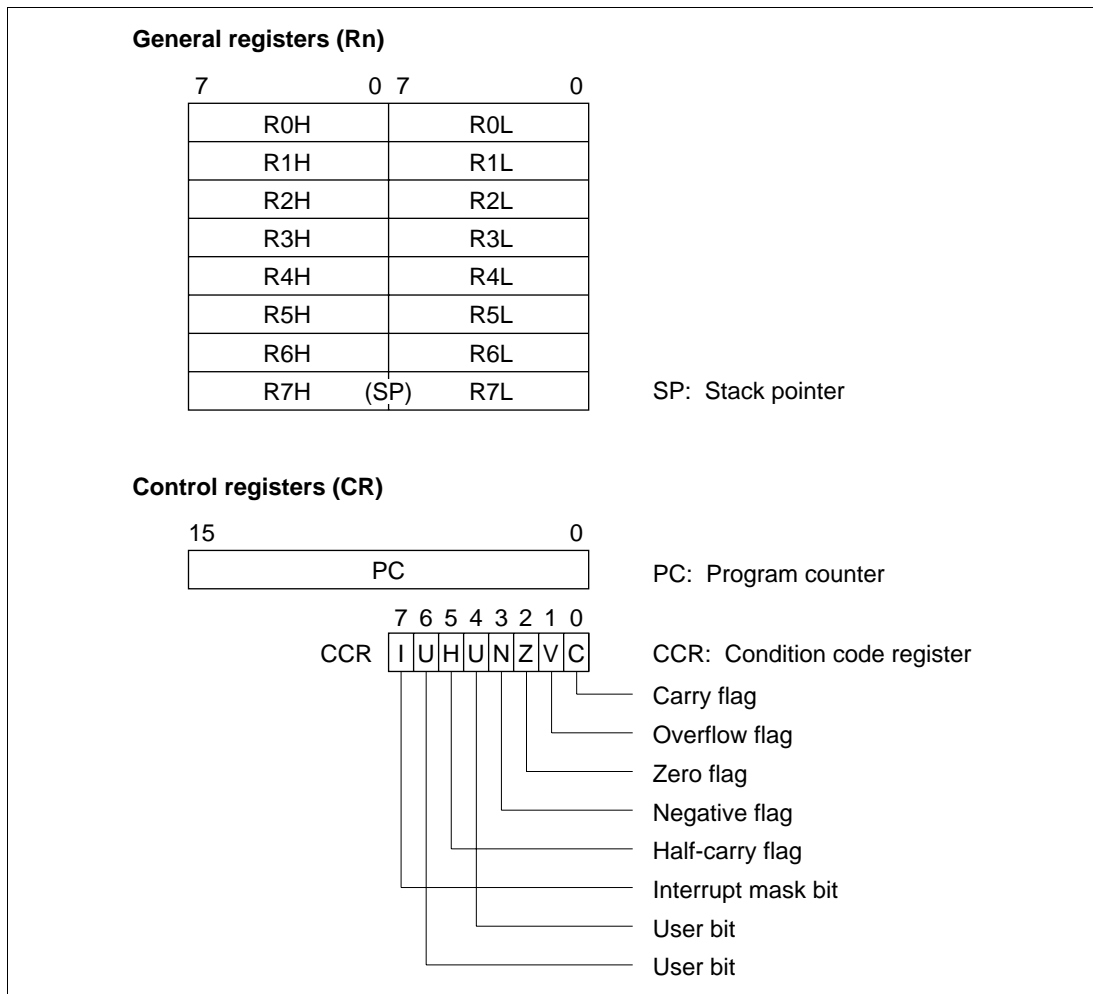 General registers (Rn)
7 0 7 0
R0H R0L
R1H R1L
R2H R2L
R3H R3L
R4H R4L
R5H R5L
R6H R6L
R7H (SP) R7L SP: Stack pointer
Control registers (CR)
15 0
PC PC: Program counter
7 6 5 4 3 2 1 0
CCR I U H U N Z V C CCR: Condition code register
Carry flag
Overflow flag
Zero flag
Negative flag
Half-carry flag
Interrupt mask bit
User bit
User bit